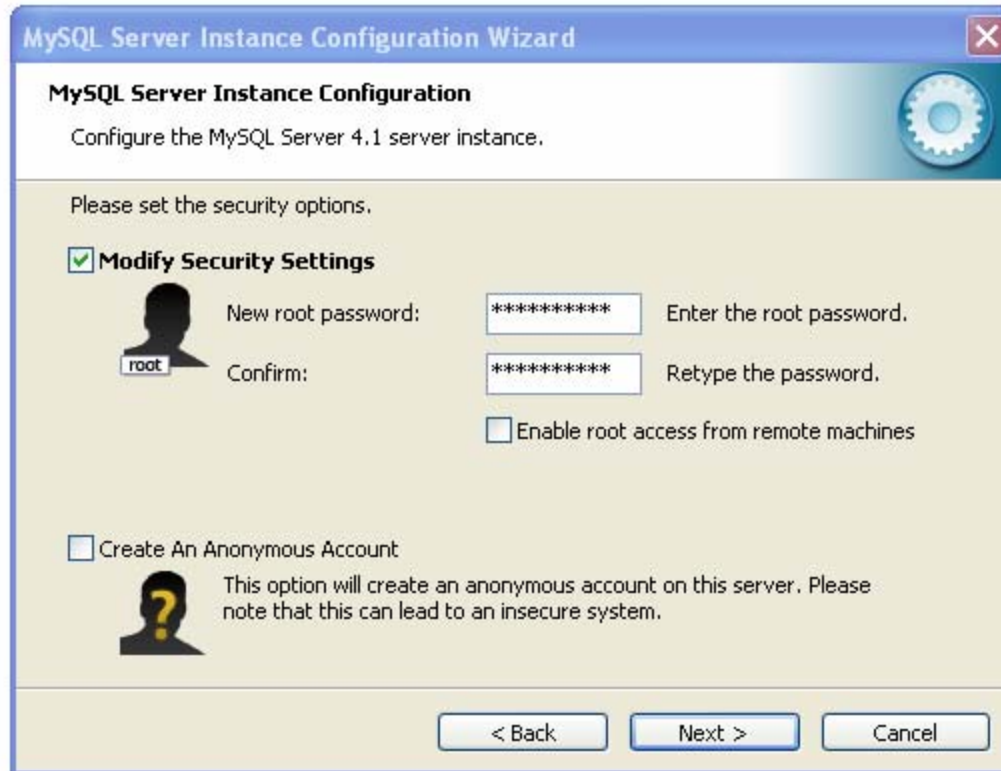 MySQL Server Instance Configuration Wizard
MySQL Server Instance Configuration
Configure the MySQL Server 4.1 server instance.
Please set the security options.
Modify Security Settings
root
New root password: ********** Enter the root password.
Confirm: ********** Retype the password.
Enable root access from remote machines
Create An Anonymous Account
?
This option will create an anonymous account on this server. Please
note that this can lead to an insecure system.
< Back Next > Cancel